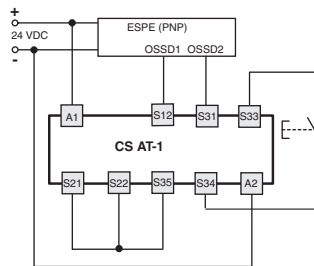 +
24 VDC
-
ESPE (PNP)
OSSD1 OSSD2
A1 S12 S31 S33
CS AT-1
S21 S22 S35 S34 A2